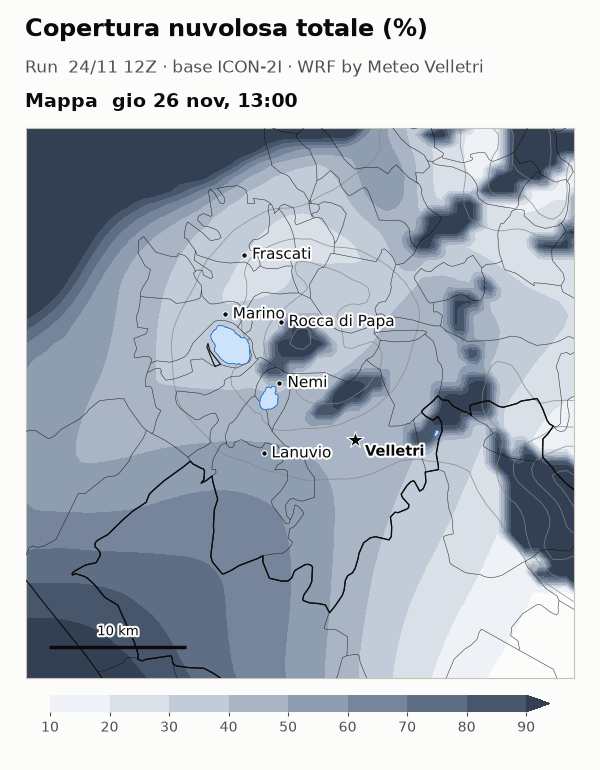 Copertura nuvolosa totale (%)
Run  24/11 12Z · base ICON-2I · WRF by Meteo Velletri
Mappa  gio 26 nov, 13:00
Frascati
Marino
Rocca di Papa
Nemi
Velletri
Lanuvio
10 km
10 20 30 40 50 60 70 80 90